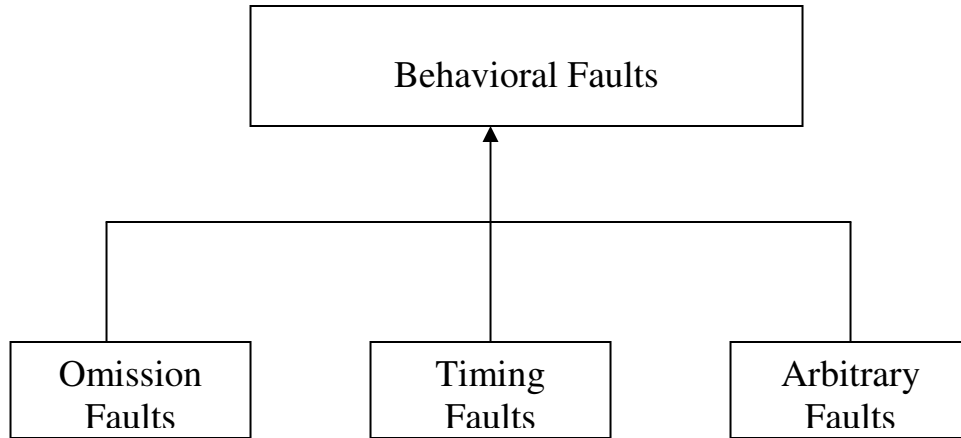 Behavioral Faults
Omission
Faults
Timing
Faults
Arbitrary
Faults